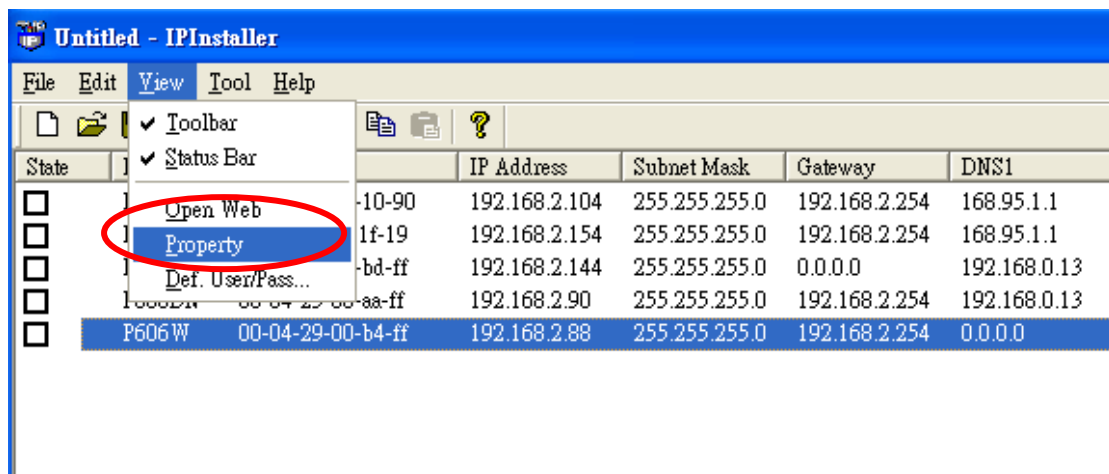 Untitled - IPInstaller
File Edit View Tool Help
Toolbar
Status Bar
Open Web
Property
Def. User/Pass...
State IP Address Subnet Mask Gateway DNS1
-10-90 192.168.2.104 255.255.255.0 192.168.2.254 168.95.1.1
1f-19 192.168.2.154 255.255.255.0 192.168.2.254 168.95.1.1
-bd-ff 192.168.2.144 255.255.255.0 0.0.0.0 192.168.0.13
-aa-ff 192.168.2.90 255.255.255.0 192.168.2.254 192.168.0.13
P606W 00-04-29-00-b4-ff 192.168.2.88 255.255.255.0 192.168.2.254 0.0.0.0